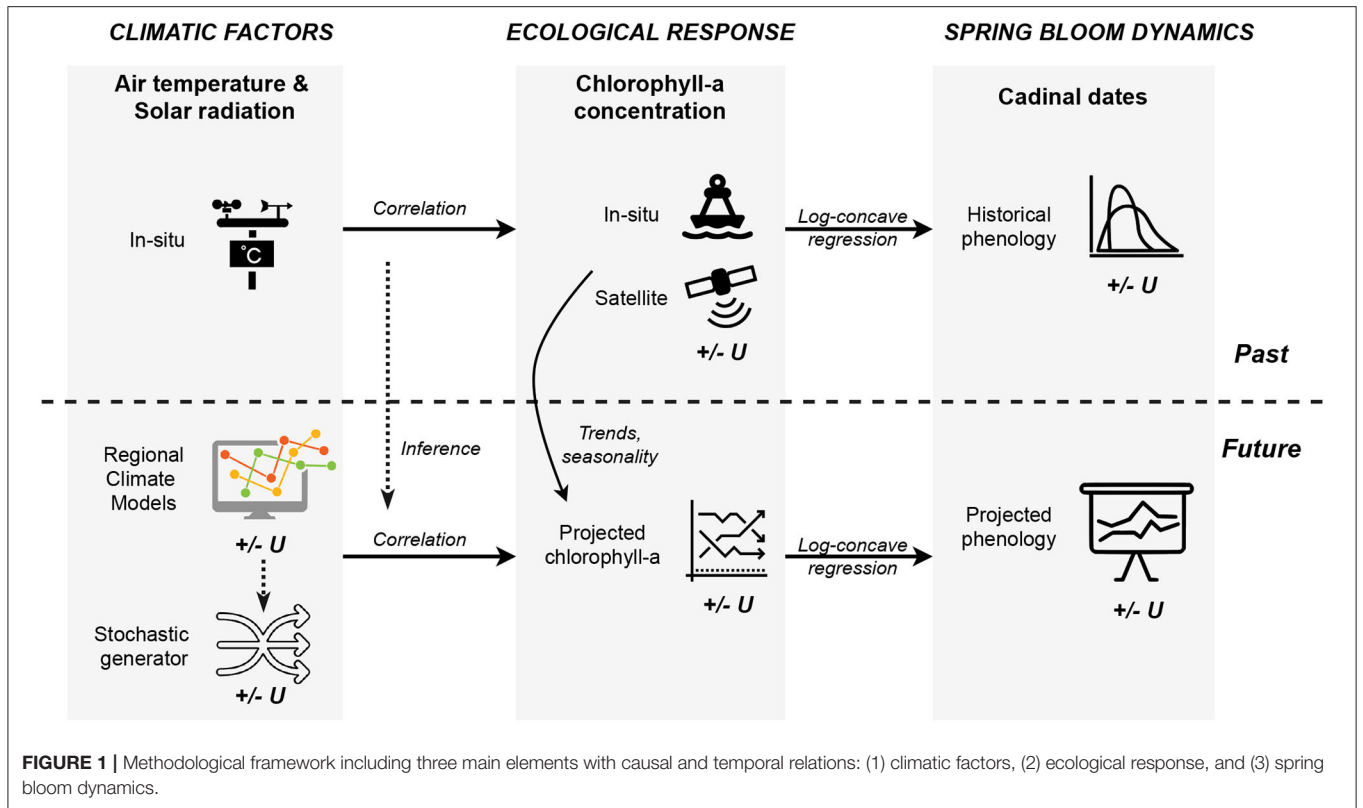 CLIMATIC FACTORS
ECOLOGICAL RESPONSE
SPRING BLOOM DYNAMICS
Air temperature &
Solar radiation
Chlorophyll-a
concentration
Cadinal dates
In-situ
°C
Correlation
In-situ
Satellite
+/- U
Log-concave
regression
Historical
phenology
+/- U
Past
Future
Regional
Climate
Models
+/- U
Inference
Trends,
seasonality
Stochastic
generator
+/- U
Correlation
Projected
chlorophyll-a
+/- U
Log-concave
regression
Projected
phenology
+/- U
FIGURE 1 | Methodological framework including three main elements with causal and temporal relations: (1) climatic factors, (2) ecological response, and (3) spring
bloom dynamics.